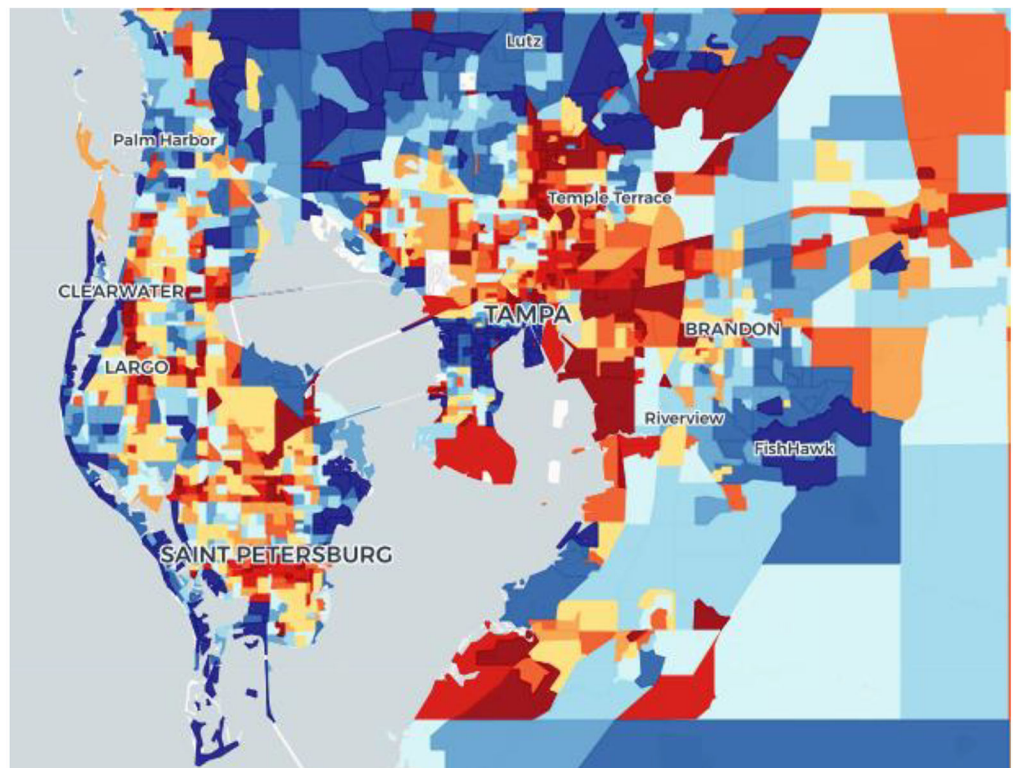 Lutz
Palm Harbor
Temple Terrace
CLEARWATER
TAMPA
BRANDON
LARGO
Riverview
FishHawk
SAINT PETERSBURG